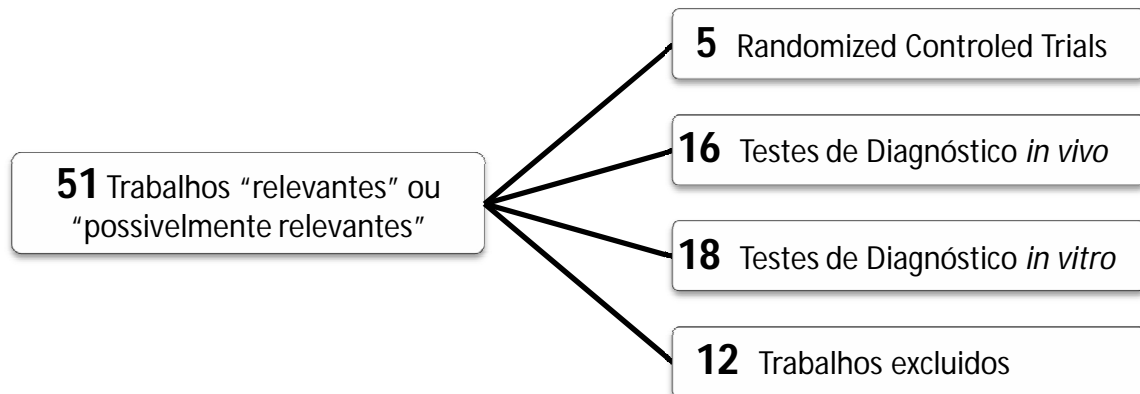 5 Randomized Controled Trials
16 Testes de Diagnóstico in vivo
51 Trabalhos “relevantes” ou
“possivelmente relevantes”
18 Testes de Diagnóstico in vitro
12 Trabalhos excluidos